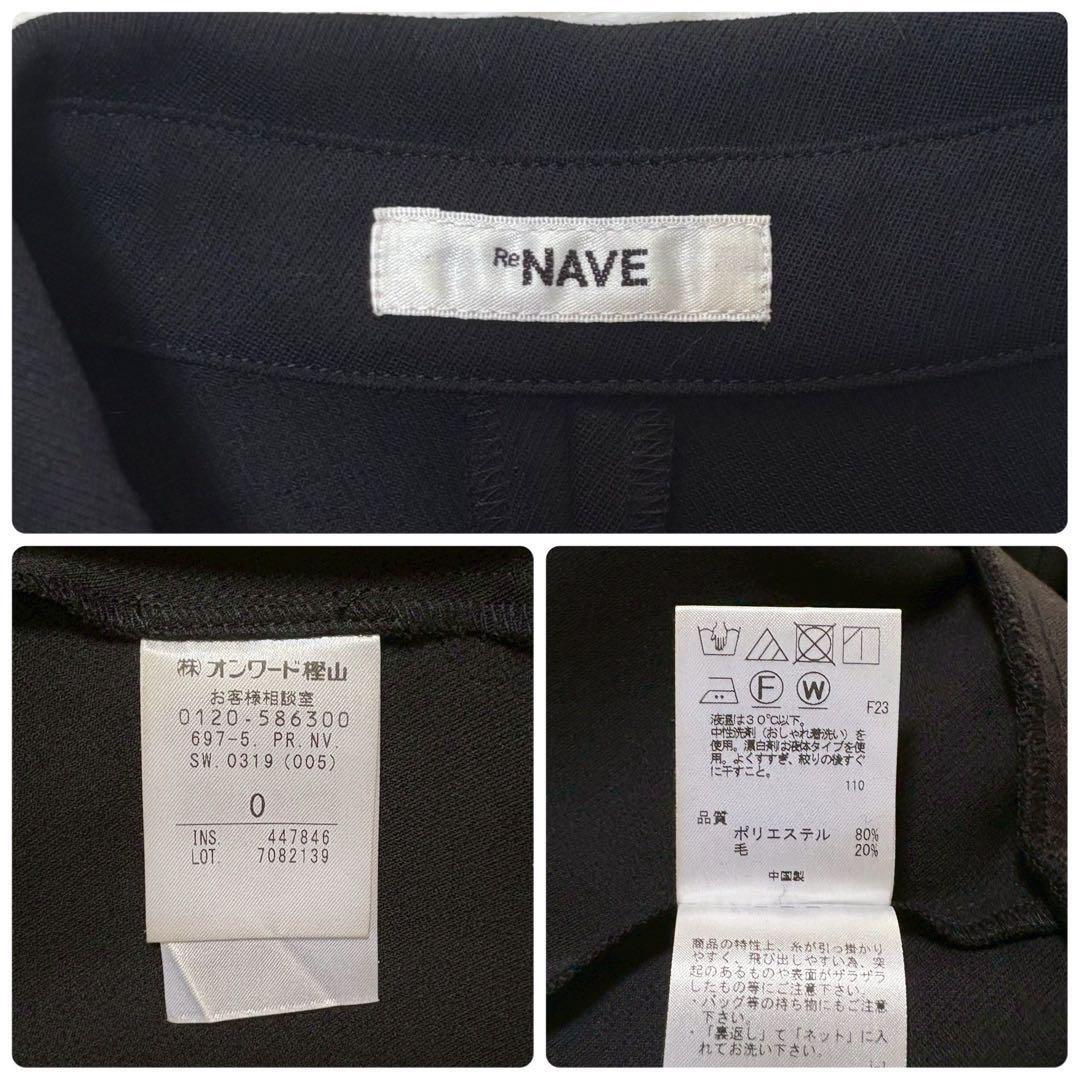 ReNAVE
(株)オンワード樫山
お客様相談室
0120-586300
697-5. PR. NV.
SW. 0319 (005)
0
INS. 447846
LOT. 7082139
F W
F23
液温は30℃以下。
中性洗剤(おしゃれ着洗い)を
使用。漂白剤は液体タイプを使
用。よくすすぎ、絞りの後すぐ
に干すこと。
110
品質
ポリエステル 80%
毛 20%
中国製
商品の特性上、糸が引っ掛かり
やすく、飛び出しやすい為、突
起のあるものや表面がザラザラ
したもの等にご注意下さい。
・バッグ等の持ち物にもご注意
下さい。
・「裏返し」て「ネット」に入
れてお洗い下さい。